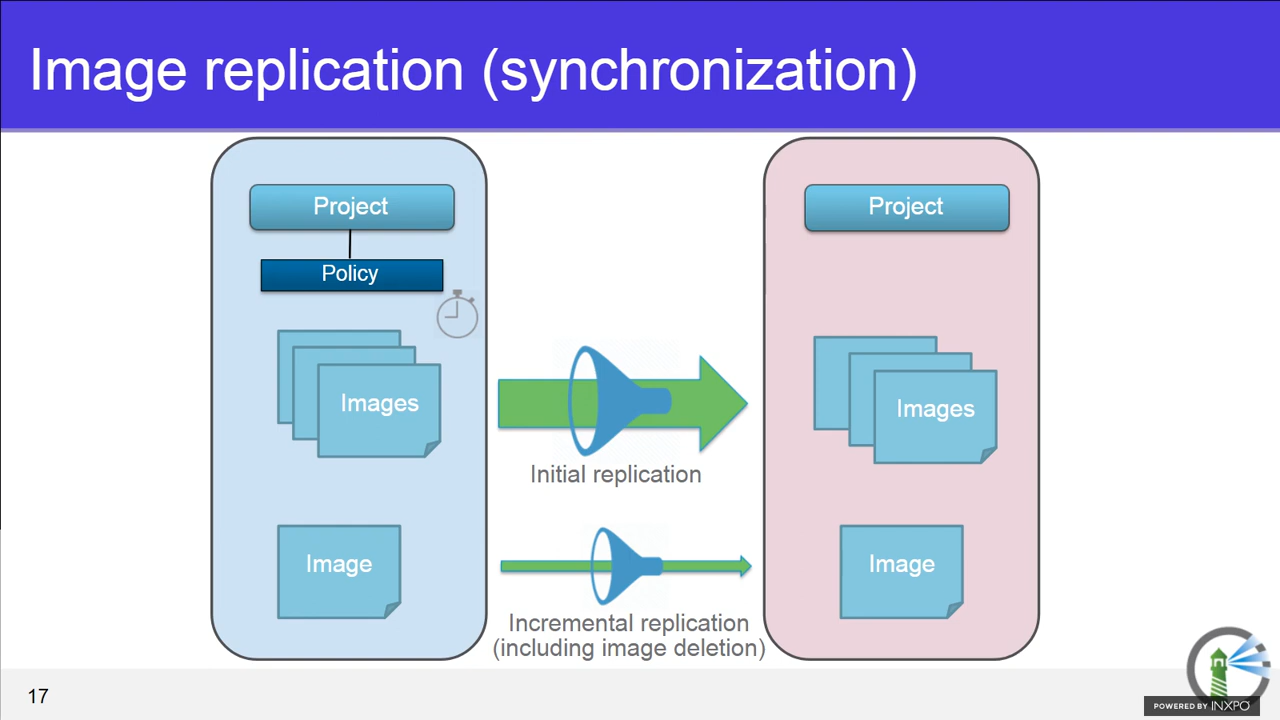 Image replication (synchronization)
Project
Project
Policy
Images
Images
Initial replication
Image
Image
Incremental replication
(including image deletion)
17
POWERED BY INXPO